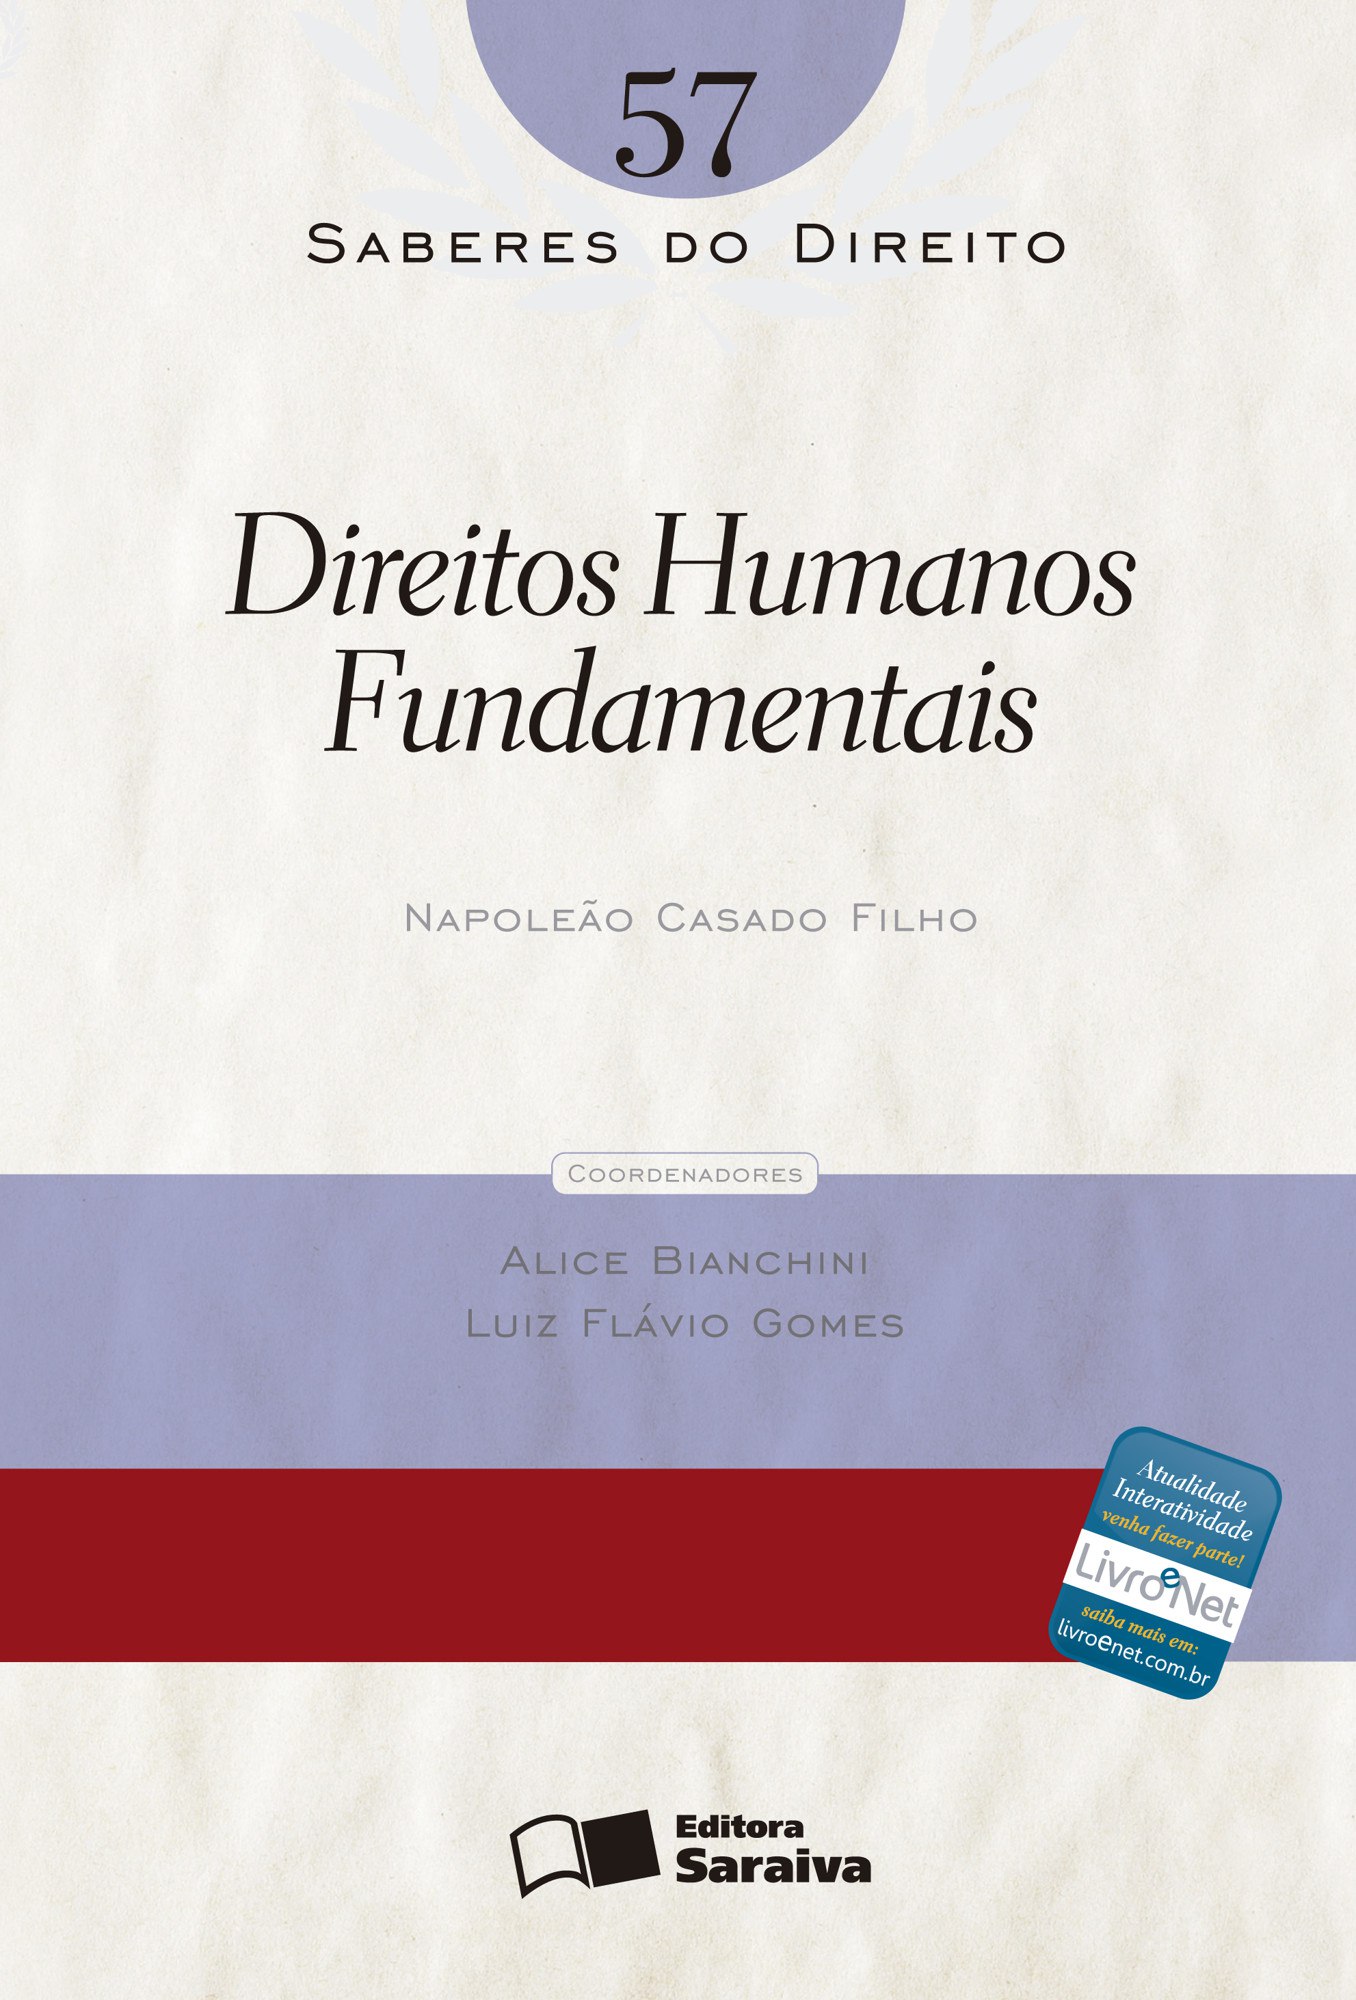 57
SABERES DO DIREITO
Direitos Humanos
Fundamentais
NAPOLEÃO CASADO FILHO
COORDENADORES
ALICE BIANCHINI
LUIZ FLÁVIO GOMES
Atualidade
Interatividade
venha fazer parte!
LivroeNet
saiba mais em:
livroenet.com.br
Editora
Saraiva